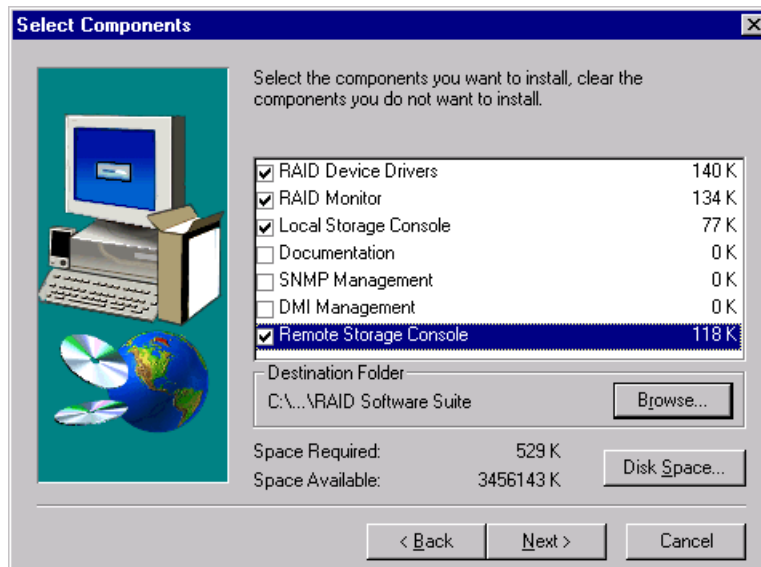 Select Components
Select the components you want to install, clear the
components you do not want to install.
RAID Device Drivers 140 K
RAID Monitor 134 K
Local Storage Console 77 K
Documentation 0 K
SNMP Management 0 K
DMI Management 0 K
Remote Storage Console 118 K
Destination Folder
C:\...\RAID Software Suite Browse...
Space Required: 529 K
Space Available: 3456143 K
Disk Space...
< Back Next > Cancel